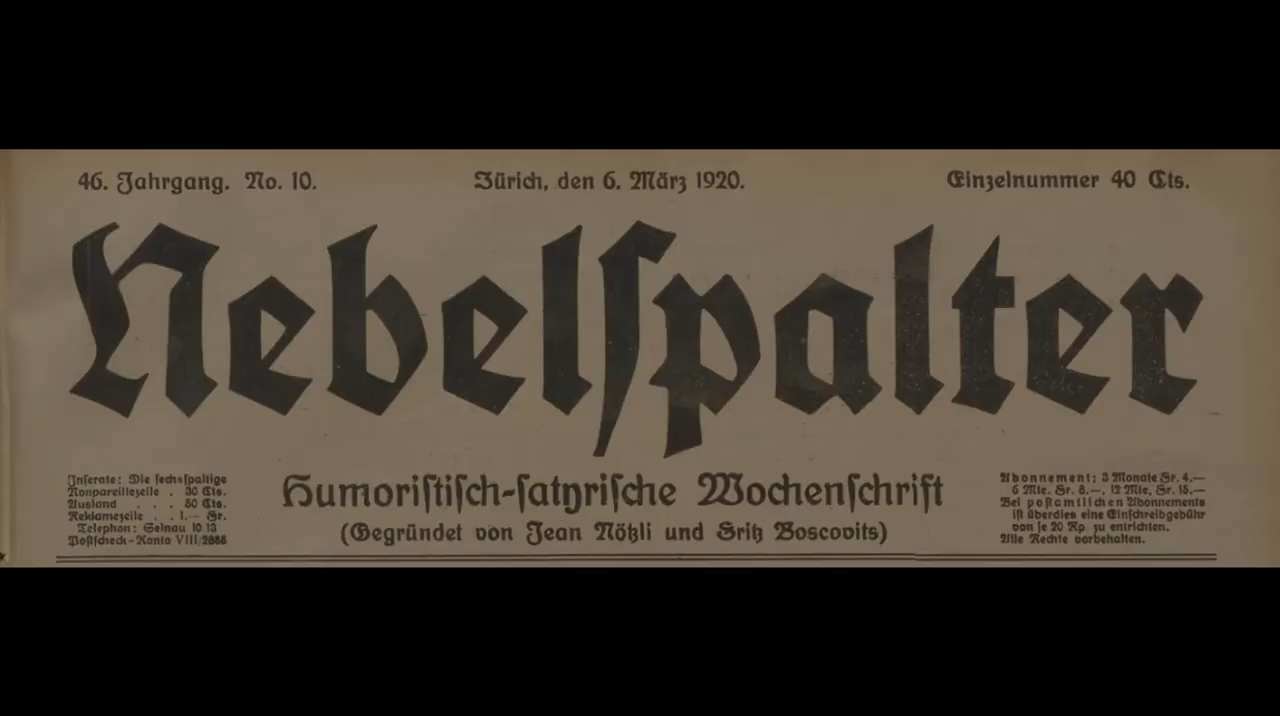 46. Jahrgang. No. 10.
Zürich, den 6. März 1920.
Einzelnummer 40 Cts.
Nebelſpalter
Inſerate: Die ſechsſpaltige
Nonpareillezeile . 30 Cts.
Ausland . . . 50 Cts.
Reklamezeile . . 1.— Fr.
Telephon: Selnau 10 13
Poſtſcheck-Konto VIII/2888
Humoriſtiſch-ſatyriſche Wochenſchrift
(Gegründet von Jean Nötzli und Fritz Boscovits)
Abonnement: 3 Monate Fr. 4.—
6 Mte. Fr. 8.—, 12 Mte. Fr. 15.—
Bei poſtamtlichen Abonnements
iſt überdies eine Einſchreibgebühr
von je 20 Rp. zu entrichten.
Alle Rechte vorbehalten.